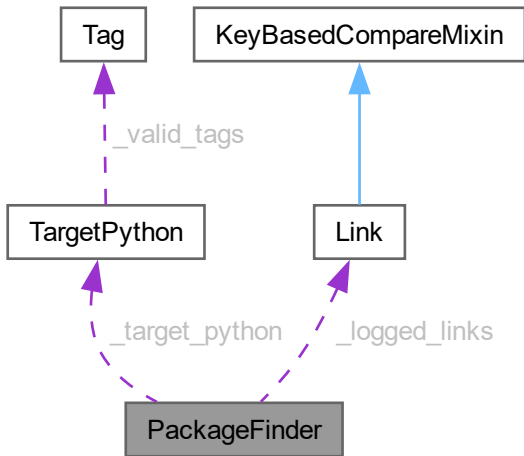 Tag
KeyBasedCompareMixin
_valid_tags
TargetPython
Link
_target_python
_logged_links
PackageFinder